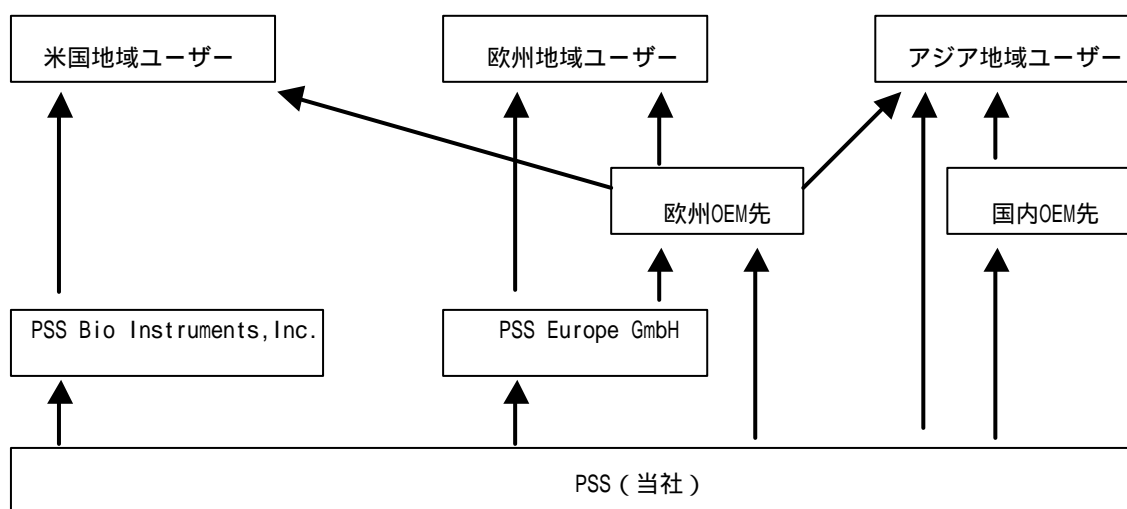 米国地域ユーザー
欧州地域ユーザー
アジア地域ユーザー
欧州OEM先
国内OEM先
PSS Bio Instruments,Inc.
PSS Europe GmbH
PSS(当社)